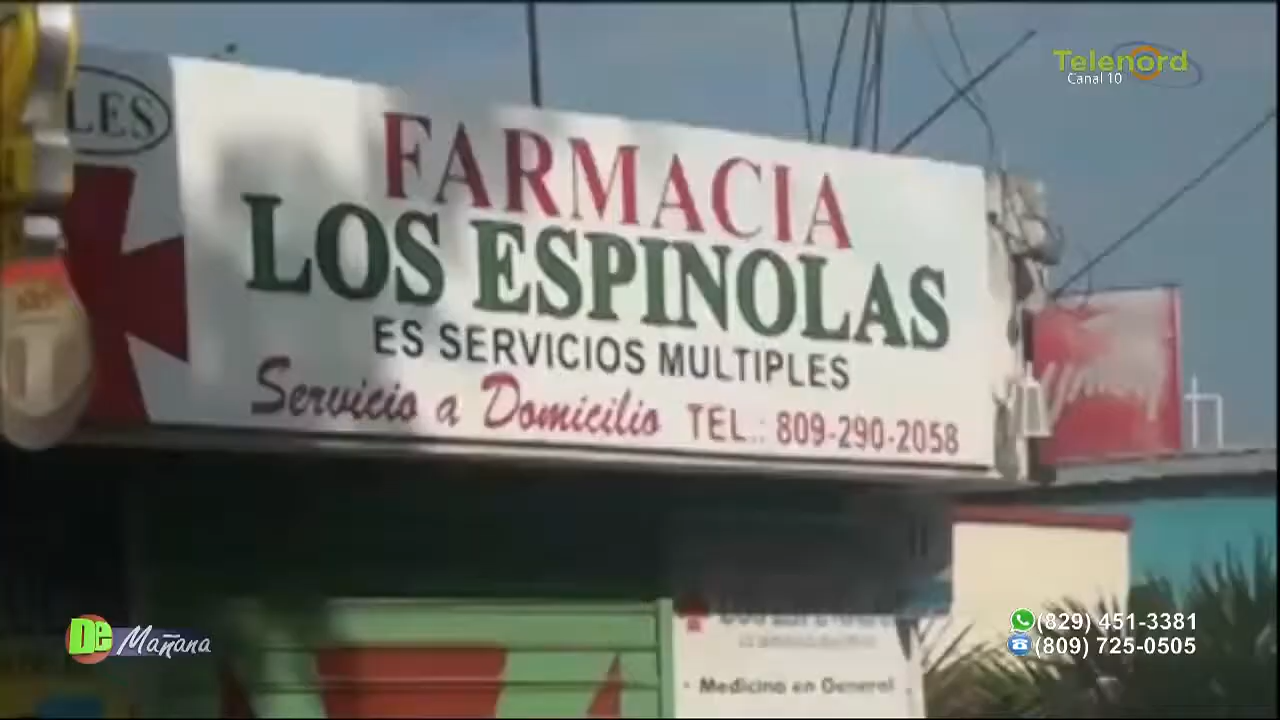 Telenord
Canal 10
LES
FARMACIA
LOS ESPINOLAS
ES SERVICIOS MULTIPLES
Servicio a Domicilio TEL.: 809-290-2058
De Mañana
(829) 451-3381
(809) 725-0505
· Medicina en General